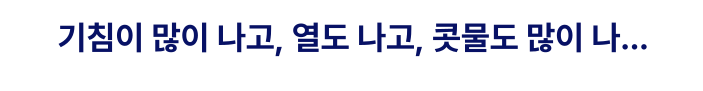 기침이 많이 나고, 열도 나고, 콧물도 많이 나...